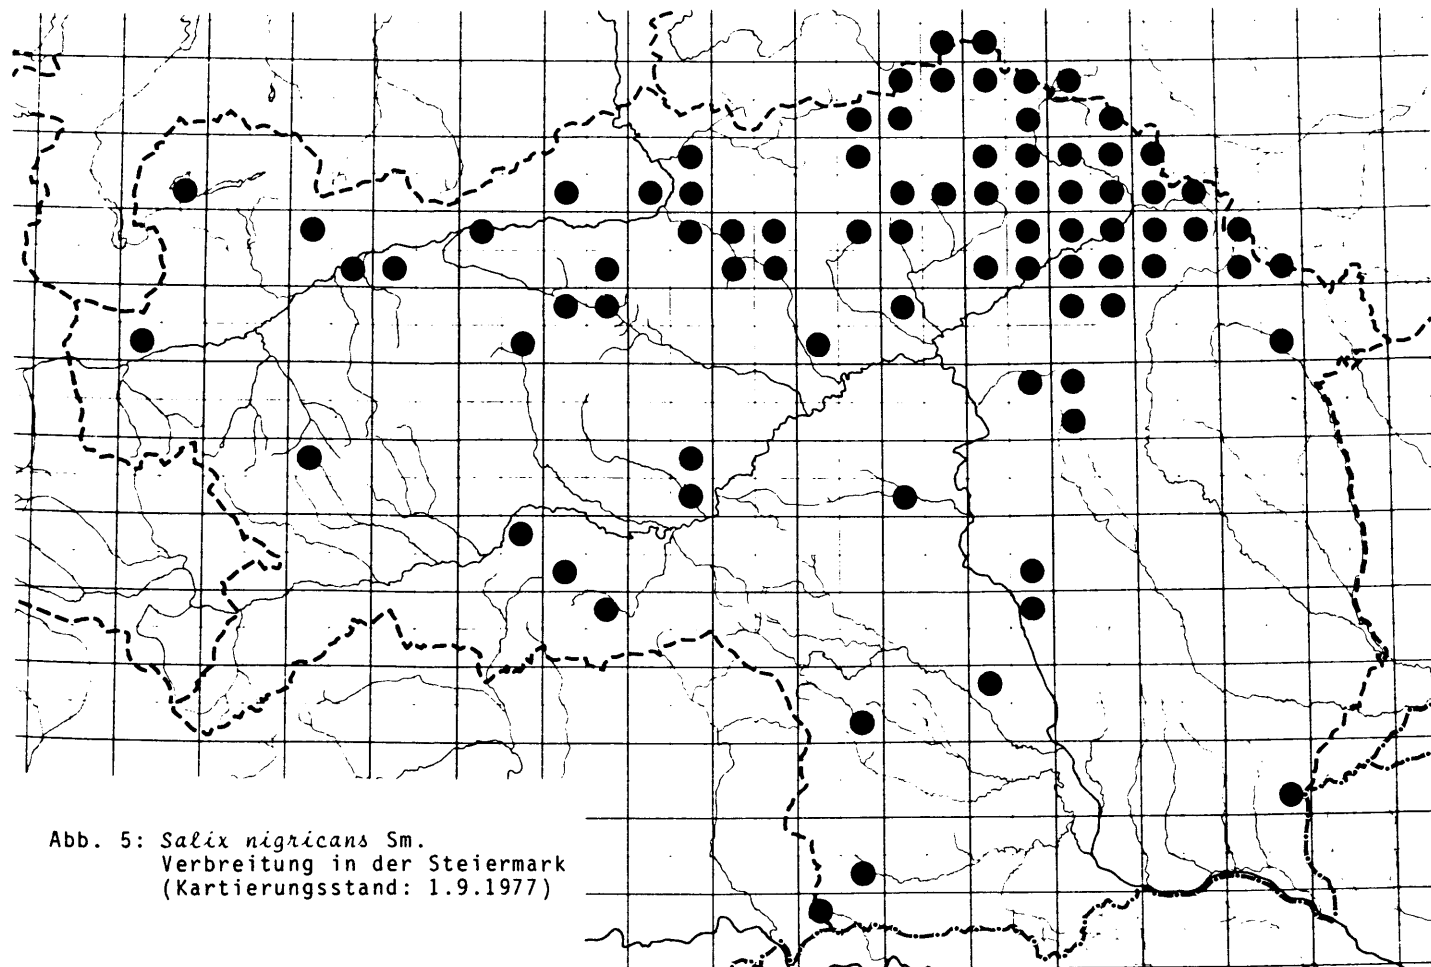 Abb. 5: Salix nigricans Sm.
Verbreitung in der Steiermark
(Kartierungsstand: 1.9.1977)